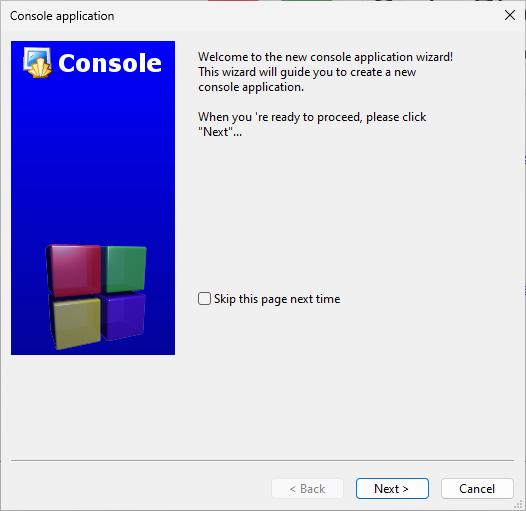 Console application
Console
Welcome to the new console application wizard!
This wizard will guide you to create a new
console application.
When you 're ready to proceed, please click
"Next"...
Skip this page next time
< Back
Next >
Cancel